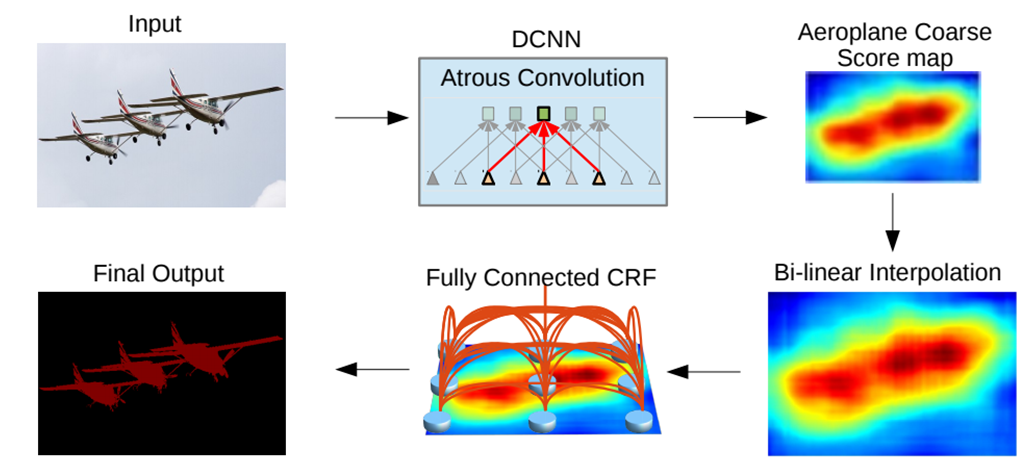 Input
DCNN
Atrous Convolution
Aeroplane Coarse
Score map
Final Output
Fully Connected CRF
Bi-linear Interpolation